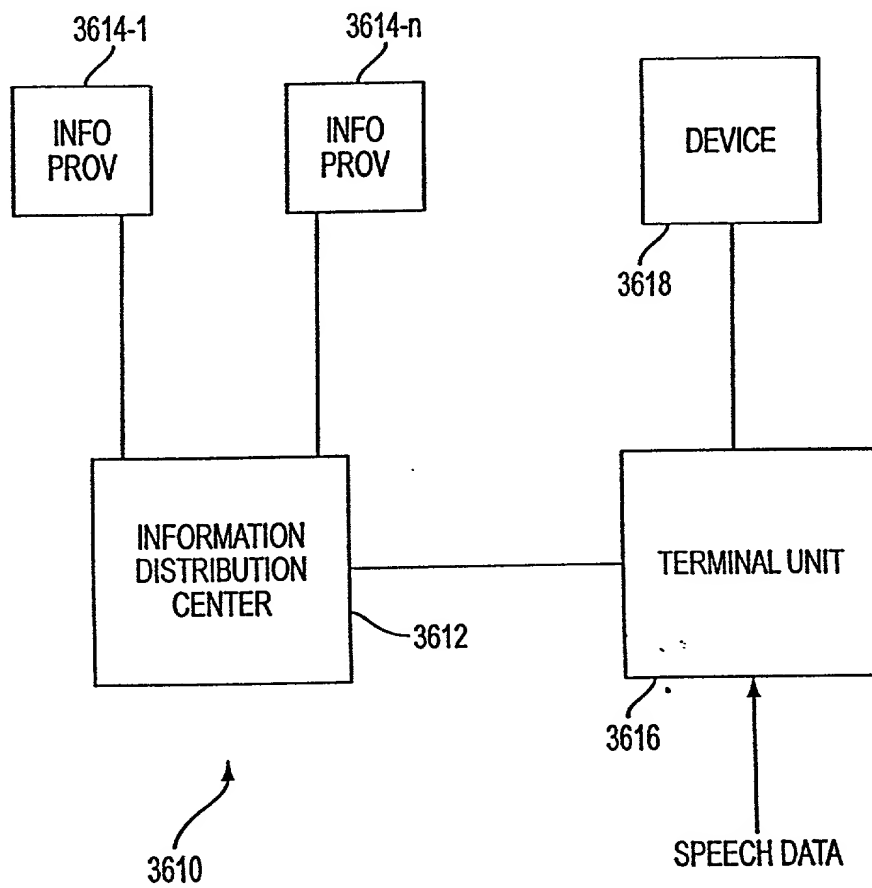 3614-1
3614-n
INFO
PROV
INFO
PROV
DEVICE
3618
INFORMATION
DISTRIBUTION
CENTER
TERMINAL UNIT
3612
3616
3610
SPEECH DATA